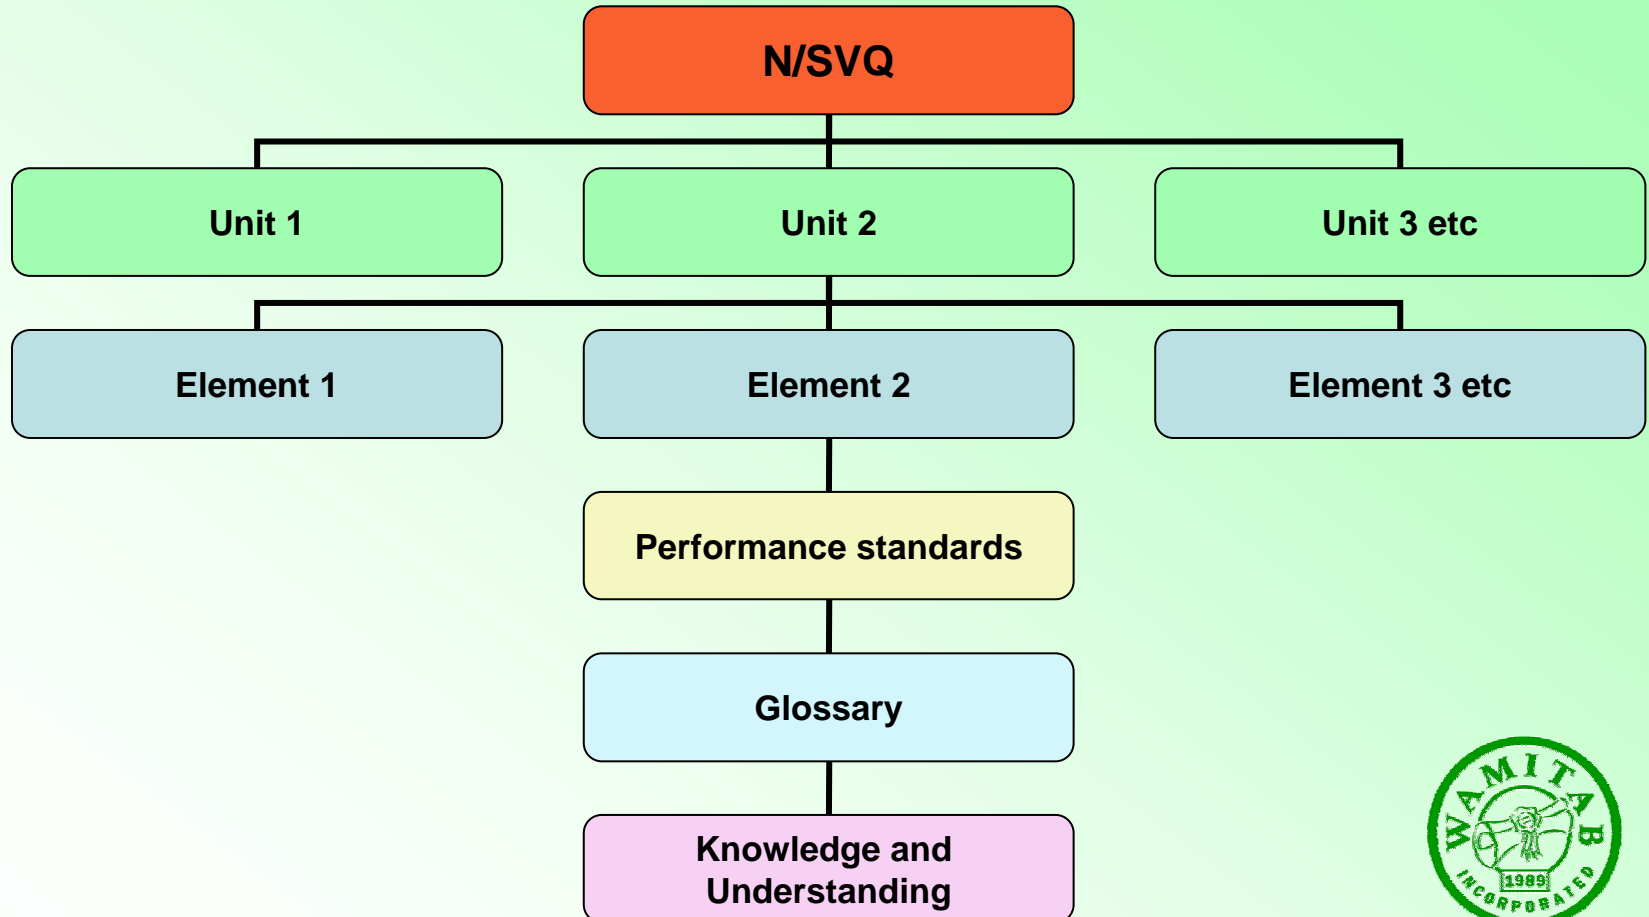 N/SVQ
Unit 1
Unit 2
Unit 3 etc
Element 1
Element 2
Element 3 etc
Performance standards
Glossary
Knowledge and
Understanding
WAMITAB
1989
INCORPORATED